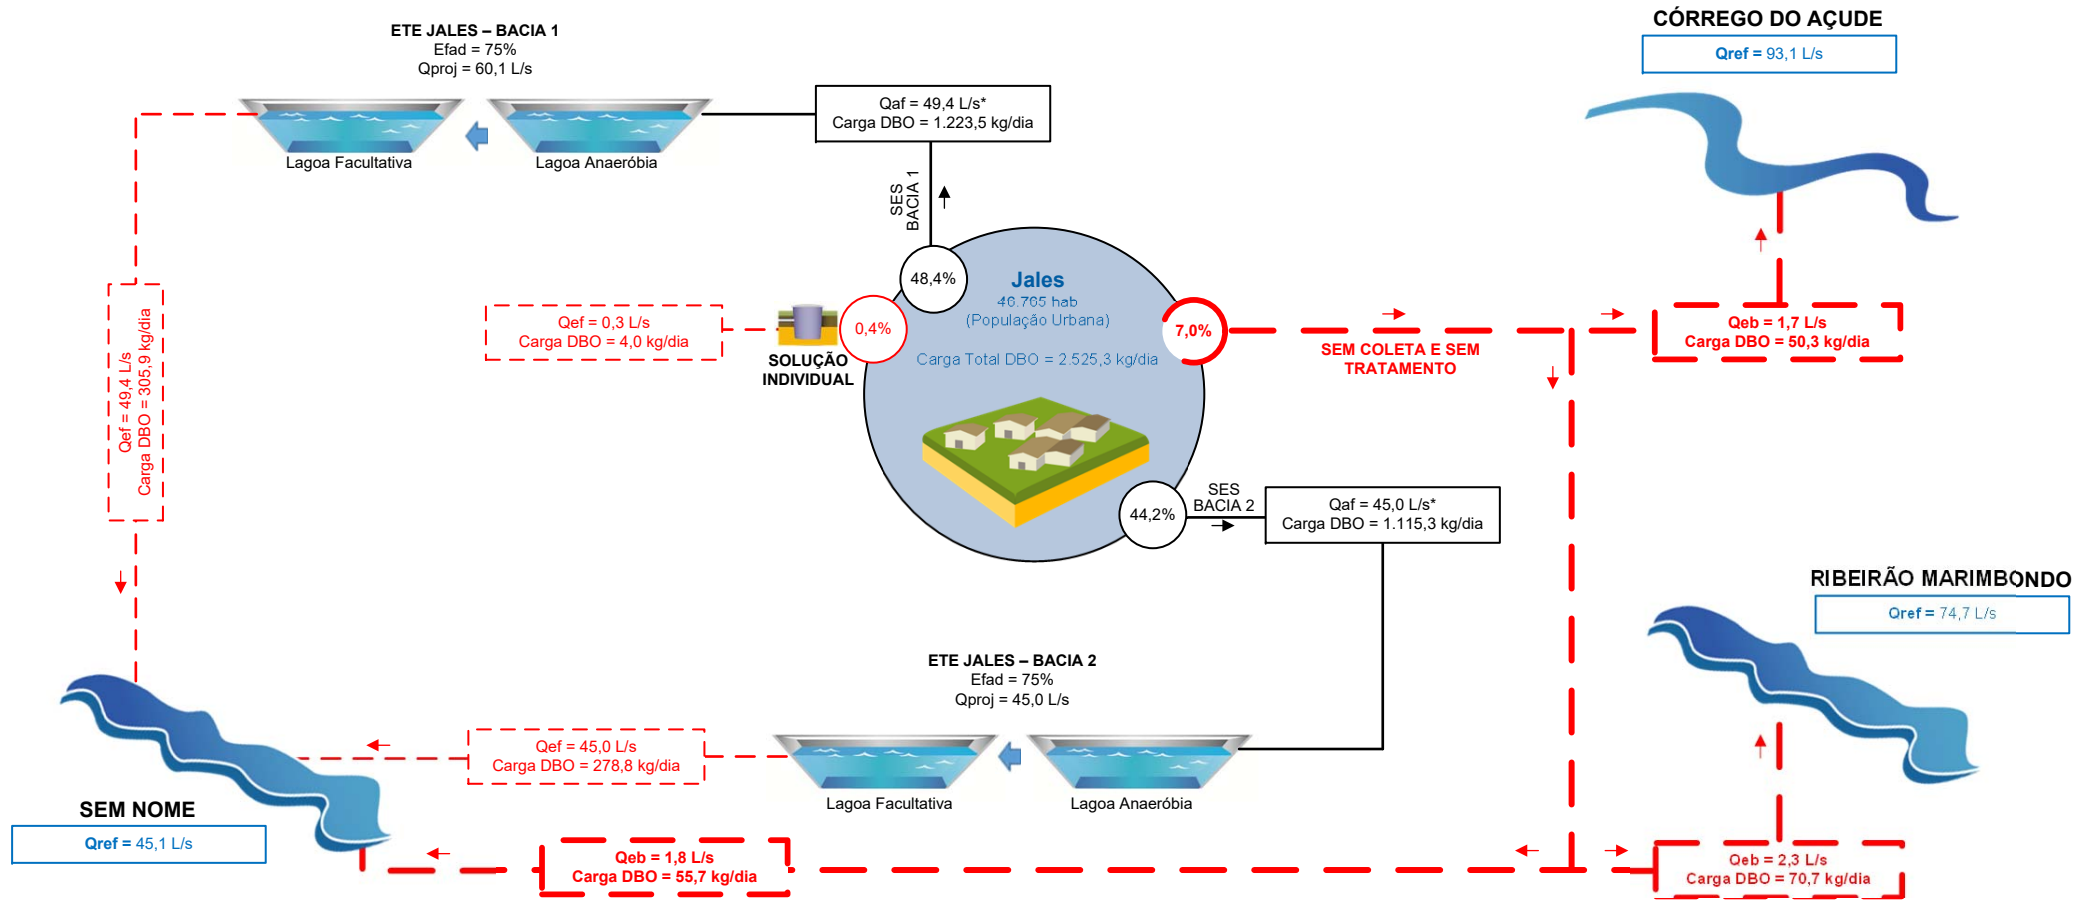 ETE JALES – BACIA 1
Efad = 75%
Qproj = 60,1 L/s
Lagoa Facultativa
Lagoa Anaeróbia
Qaf = 49,4 L/s*
Carga DBO = 1.223,5 kg/dia
SES
BACIA 1
CÓRREGO DO AÇUDE
Qref = 93,1 L/s
48,4%
Jales
46.765 hab
(População Urbana)
Carga Total DBO = 2.525,3 kg/dia
0,4%
SOLUÇÃO
INDIVIDUAL
Qef = 0,3 L/s
Carga DBO = 4,0 kg/dia
7,0%
SEM COLETA E SEM
TRATAMENTO
Qeb = 1,7 L/s
Carga DBO = 50,3 kg/dia
Qef = 49,4 L/s
Carga DBO = 305,9 kg/dia
44,2%
SES
BACIA 2
Qaf = 45,0 L/s*
Carga DBO = 1.115,3 kg/dia
RIBEIRÃO MARIMBONDO
Qref = 74,7 L/s
ETE JALES – BACIA 2
Efad = 75%
Qproj = 45,0 L/s
Lagoa Facultativa
Lagoa Anaeróbia
Qef = 45,0 L/s
Carga DBO = 278,8 kg/dia
SEM NOME
Qref = 45,1 L/s
Qeb = 1,8 L/s
Carga DBO = 55,7 kg/dia
Qeb = 2,3 L/s
Carga DBO = 70,7 kg/dia